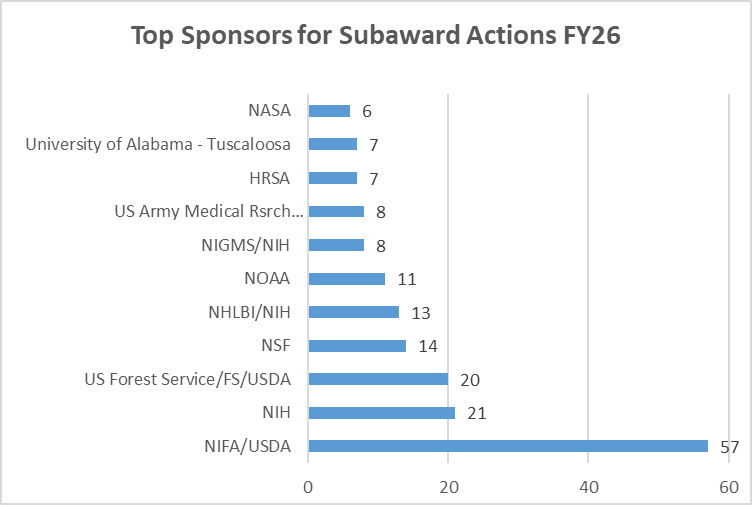 Top Sponsors for Subaward Actions FY26
NASA 6
University of Alabama - Tuscaloosa 7
HRSA 7
US Army Medical Rsrch... 8
NIGMS/NIH 8
NOAA 11
NHLBI/NIH 13
NSF 14
US Forest Service/FS/USDA 20
NIH 21
NIFA/USDA 57
0 20 40 60